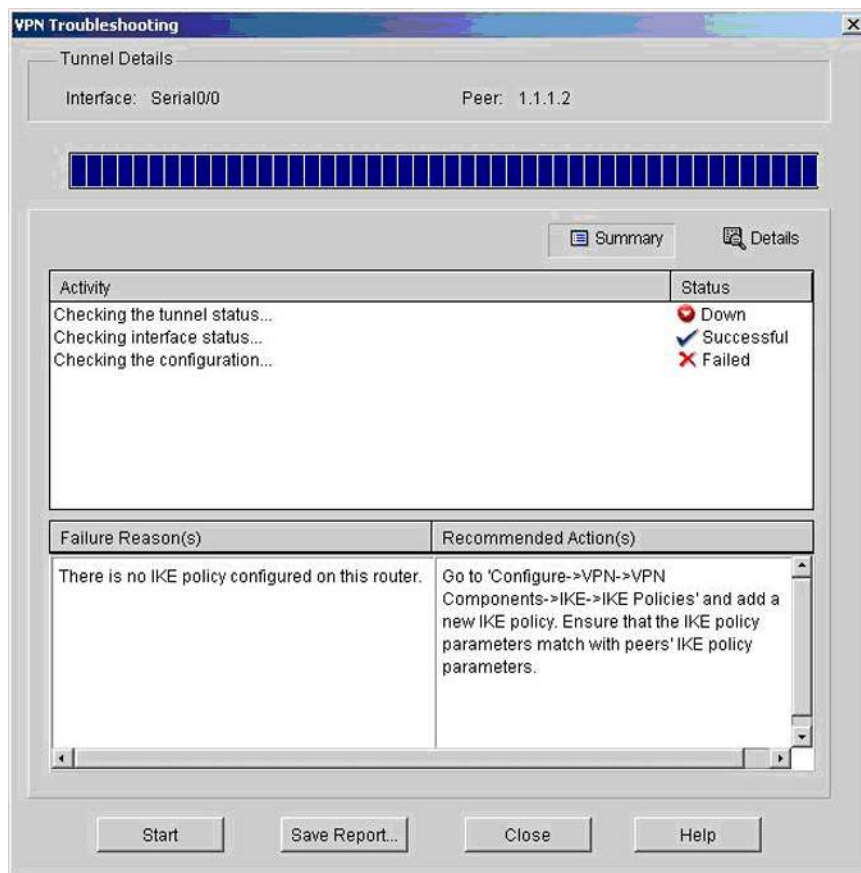 VPN Troubleshooting
Tunnel Details
Interface: Serial0/0 Peer: 1.1.1.2
Summary Details
Activity Status
Checking the tunnel status... Down
Checking interface status... Successful
Checking the configuration... Failed
Failure Reason(s) Recommended Action(s)
There is no IKE policy configured on this router.
Go to 'Configure->VPN->VPN
Components->IKE->IKE Policies' and add a
new IKE policy. Ensure that the IKE policy
parameters match with peers' IKE policy
parameters.
Start Save Report... Close Help